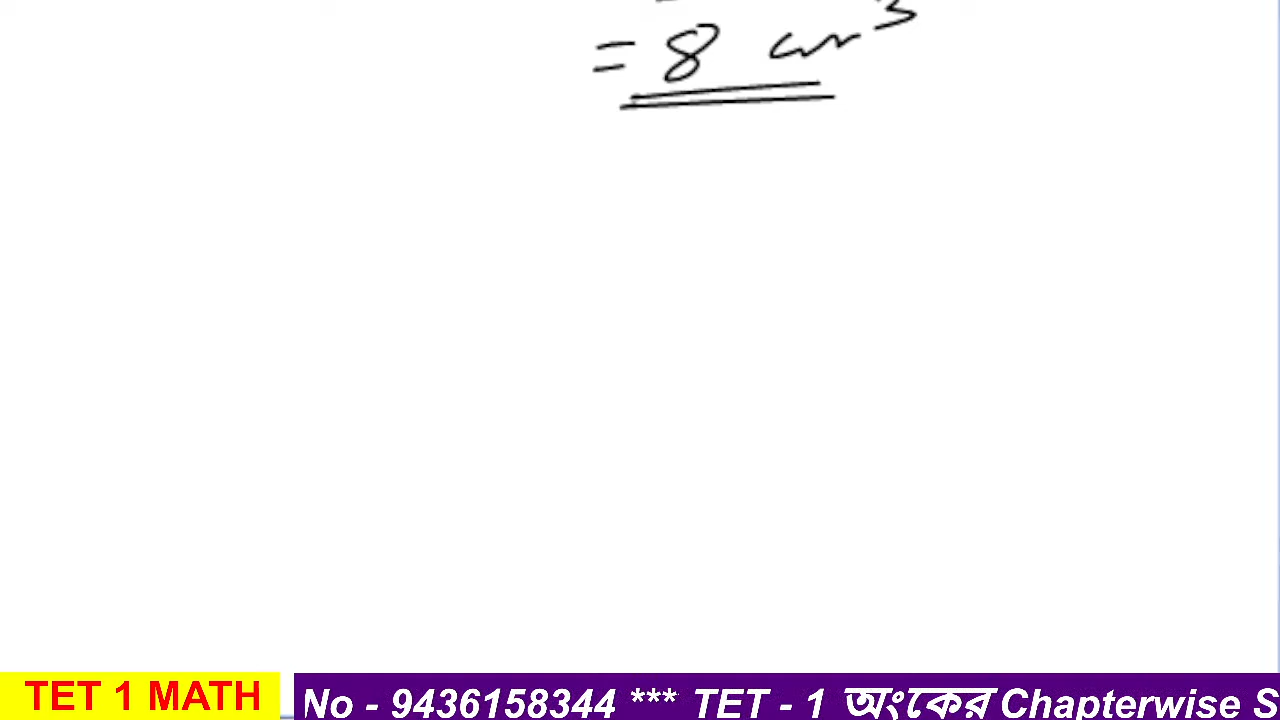 = 8 cm³
TET 1 MATH
No - 9436158344 *** TET - 1 অংকের Chapterwise S